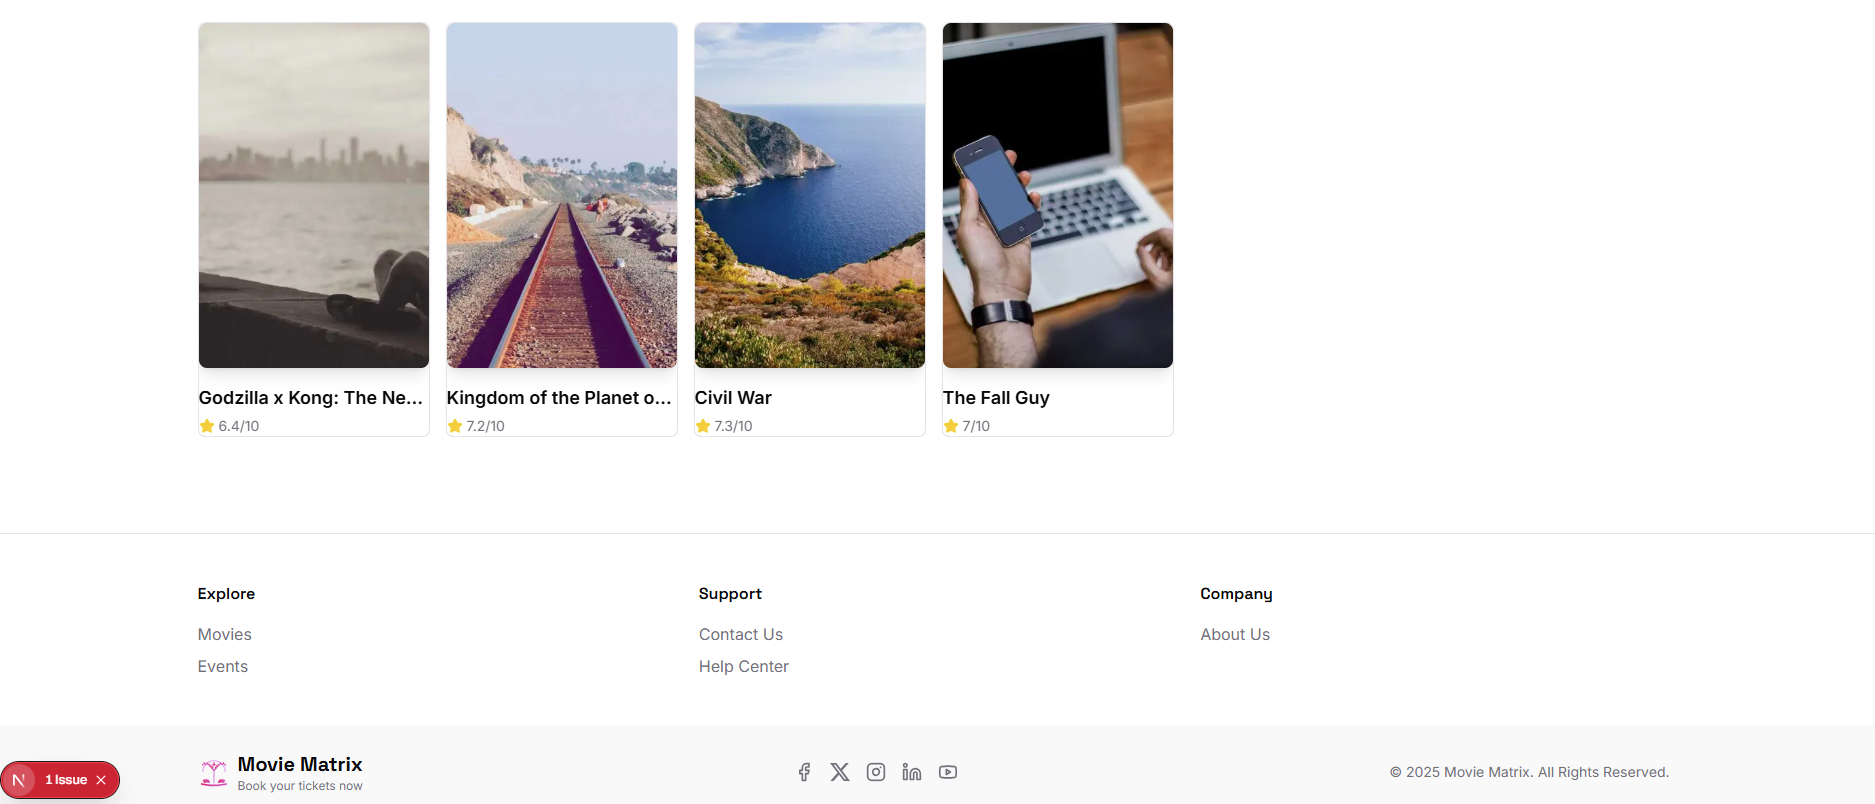 Godzilla x Kong: The Ne...
6.4/10
Kingdom of the Planet o...
7.2/10
Civil War
7.3/10
The Fall Guy
7/10
Explore
Movies
Events
Support
Contact Us
Help Center
Company
About Us
N 1 Issue
Movie Matrix
Book your tickets now
© 2025 Movie Matrix. All Rights Reserved.